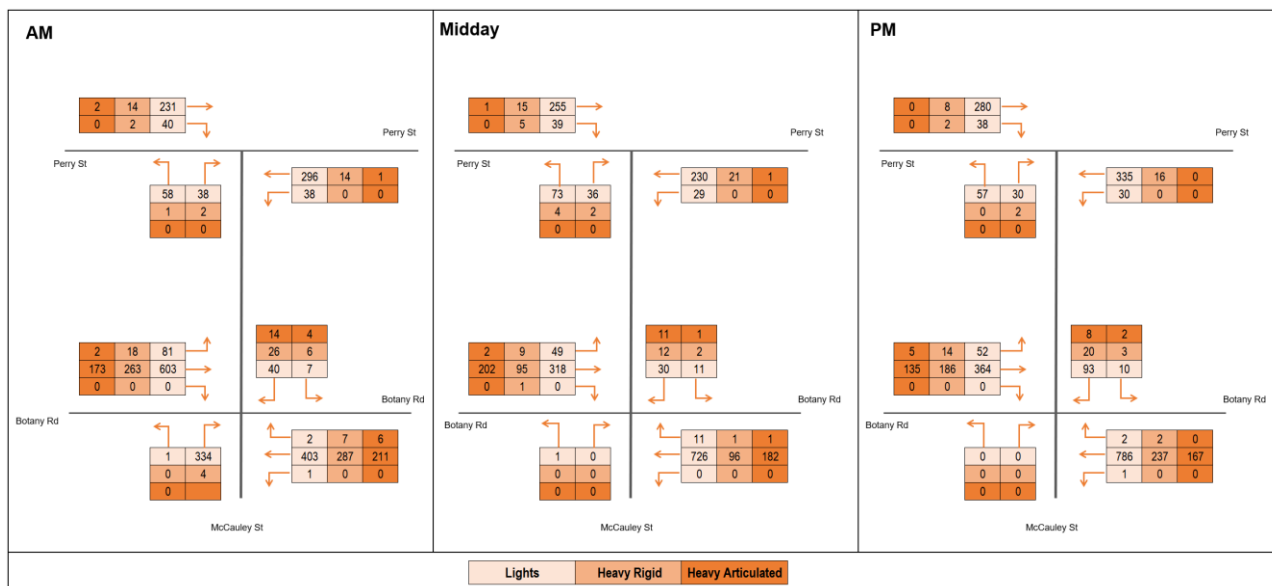 AM
2 14 231
0 2 40
Perry St
Perry St
58 38
1 2
0 0
296 14 1
38 0 0
2 18 81
173 263 603
0 0 0
14 4
26 6
40 7
Botany Rd
Botany Rd
1 334
0 4
0
2 7 6
403 287 211
1 0 0
McCauley St
Midday
1 15 255
0 5 39
Perry St
Perry St
73 36
4 2
0 0
230 21 1
29 0 0
2 9 49
202 95 318
0 1 0
11 1
12 2
30 11
Botany Rd
Botany Rd
1 0
0 0
0 0
11 1 1
726 96 182
0 0 0
McCauley St
PM
0 8 280
0 2 38
Perry St
Perry St
57 30
0 2
0 0
335 16 0
30 0 0
5 14 52
135 186 364
0 0 0
8 2
20 3
93 10
Botany Rd
Botany Rd
0 0
0 0
0 0
2 2 0
786 237 167
1 0 0
McCauley St
Lights Heavy Rigid Heavy Articulated